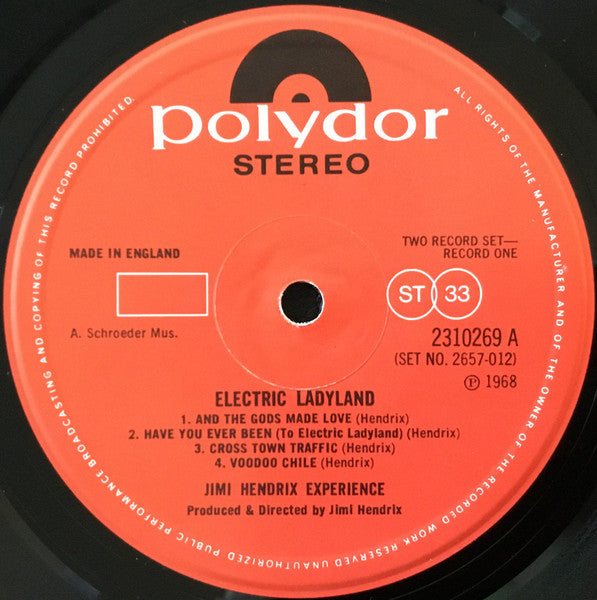 polydor
STEREO
MADE IN ENGLAND
TWO RECORD SET—
RECORD ONE
ST 33
A. Schroeder Mus.
2310269 A
(SET NO. 2657-012)
℗ 1968
ELECTRIC LADYLAND
1. AND THE GODS MADE LOVE (Hendrix)
2. HAVE YOU EVER BEEN (To Electric Ladyland) (Hendrix)
3. CROSS TOWN TRAFFIC (Hendrix)
4. VOODOO CHILE (Hendrix)
JIMI HENDRIX EXPERIENCE
Produced & Directed by Jimi Hendrix
ALL RIGHTS OF THE MANUFACTURER AND OF THE OWNER OF THE RECORDED WORK RESERVED UNAUTHORIZED PUBLIC PERFORMANCE BROADCASTING AND COPYING OF THIS RECORD PROHIBITED.